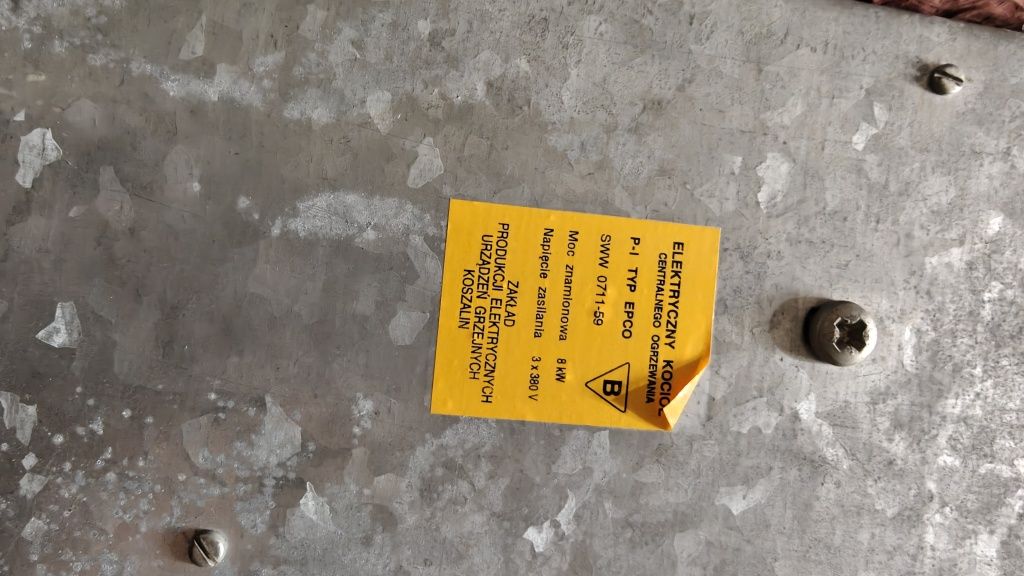 ELEKTRYCZNY KOCIOŁ
CENTRALNEGO OGRZEWANIA
P-I TYP EPCO
SWW 0711-59
B
Moc znamionowa 8 kW
Napięcie zasilania 3 x 380 V
ZAKŁAD
PRODUKCJI ELEKTRYCZNYCH
URZĄDZEŃ GRZEJNYCH
KOSZALIN